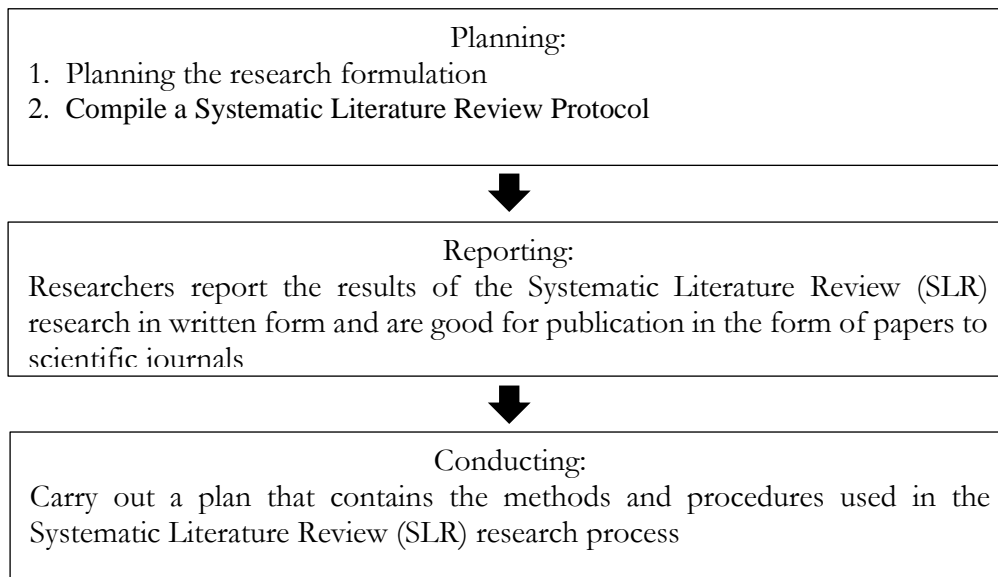 Planning:
1. Planning the research formulation
2. Compile a Systematic Literature Review Protocol
Reporting:
Researchers report the results of the Systematic Literature Review (SLR)
research in written form and are good for publication in the form of papers to
scientific journals
Conducting:
Carry out a plan that contains the methods and procedures used in the
Systematic Literature Review (SLR) research process